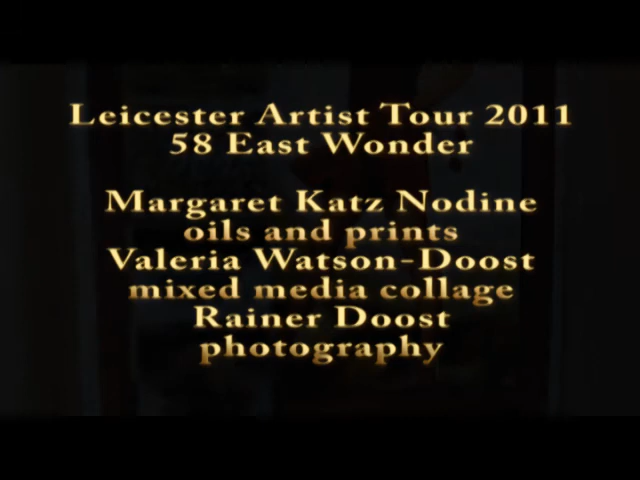 Leicester Artist Tour 2011
58 East Wonder
Margaret Katz Nodine
oils and prints
Valeria Watson-Doost
mixed media collage
Rainer Doost
photography